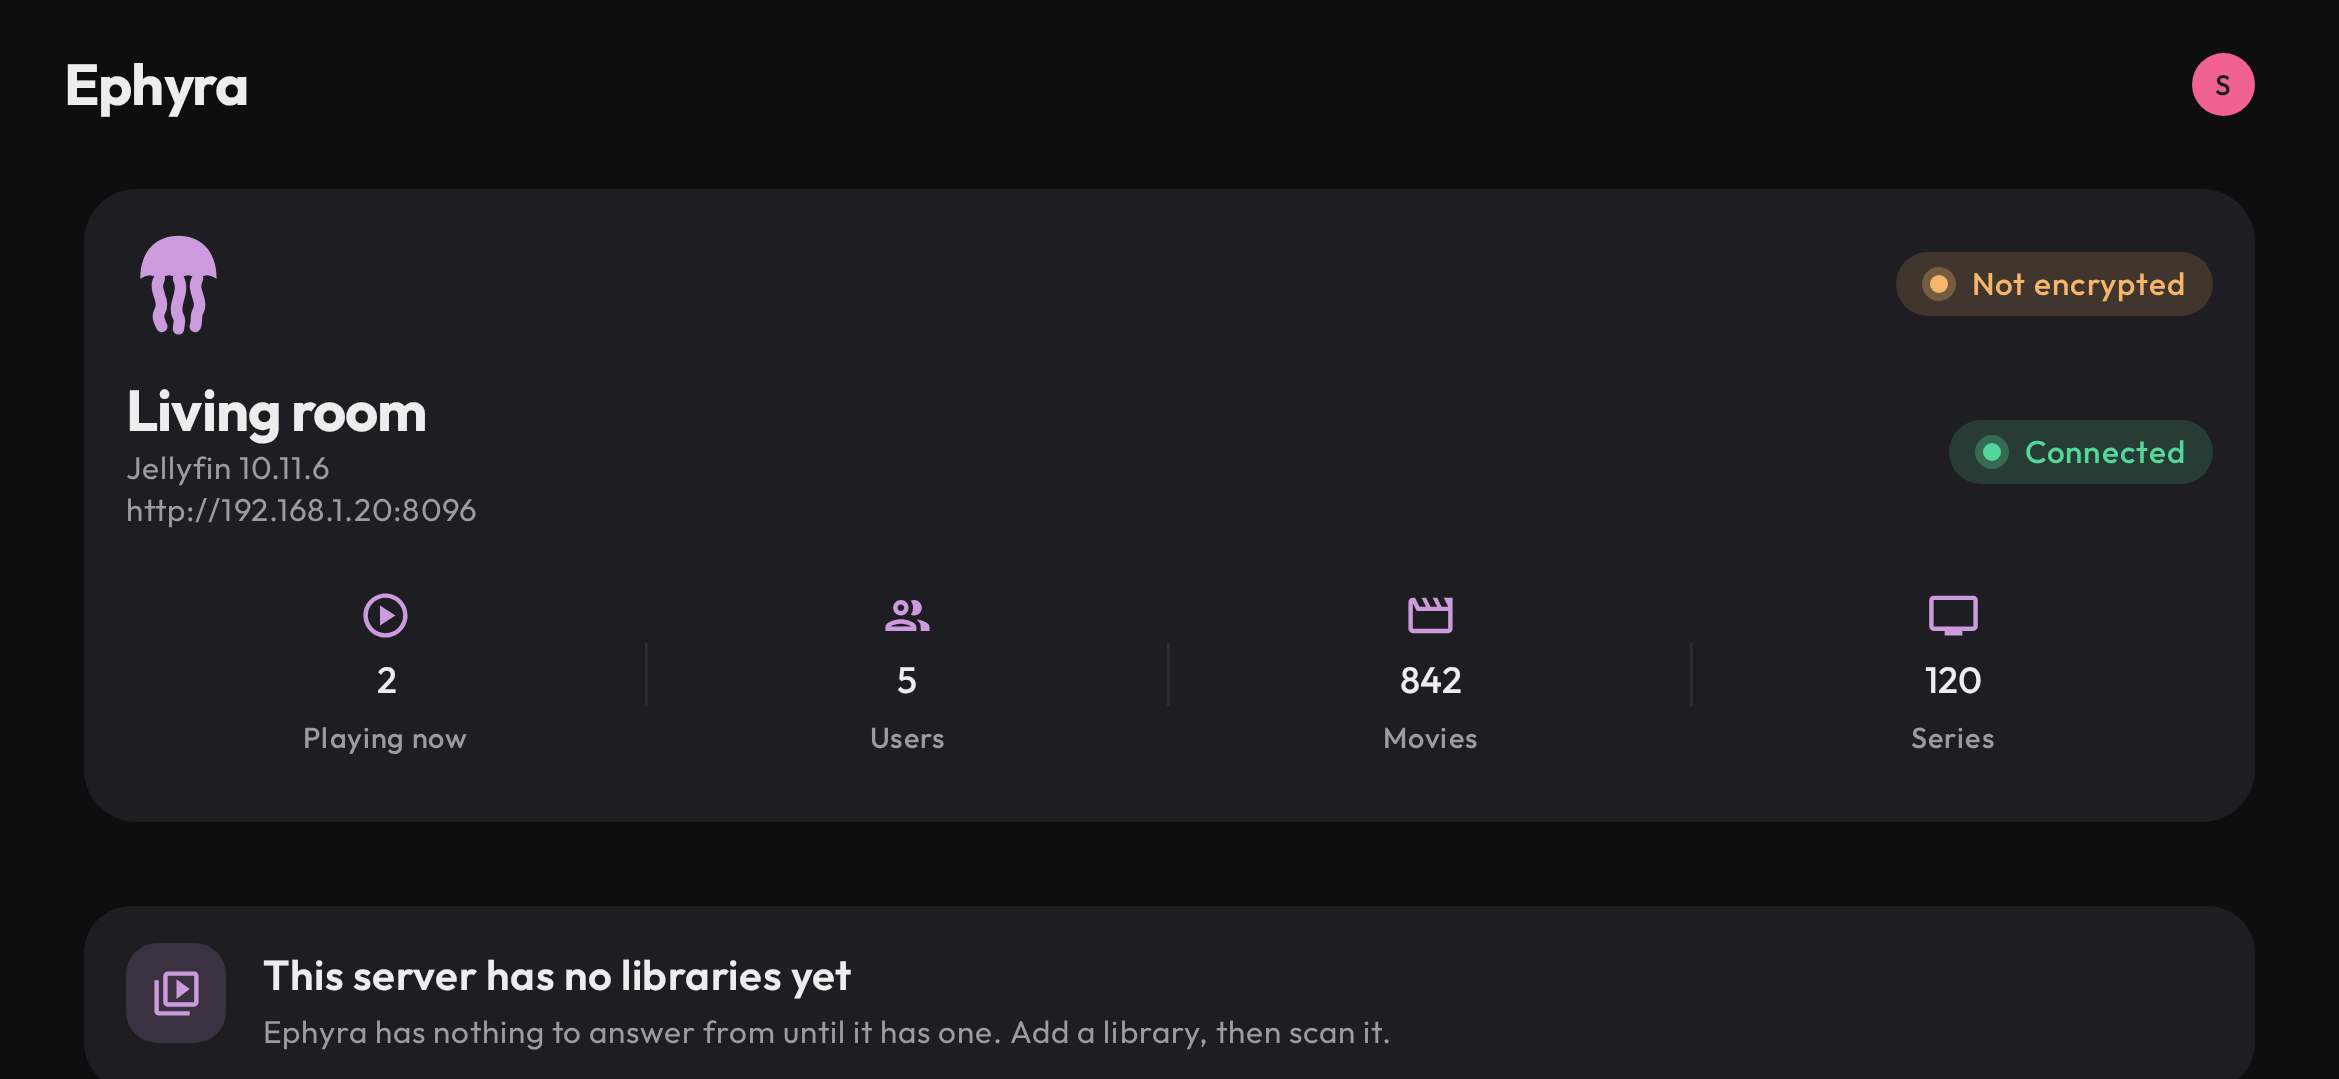 Ephyra
S
Not encrypted
Living room
Jellyfin 10.11.6
http://192.168.1.20:8096
Connected
2
Playing now
5
Users
842
Movies
120
Series
This server has no libraries yet
Ephyra has nothing to answer from until it has one. Add a library, then scan it.